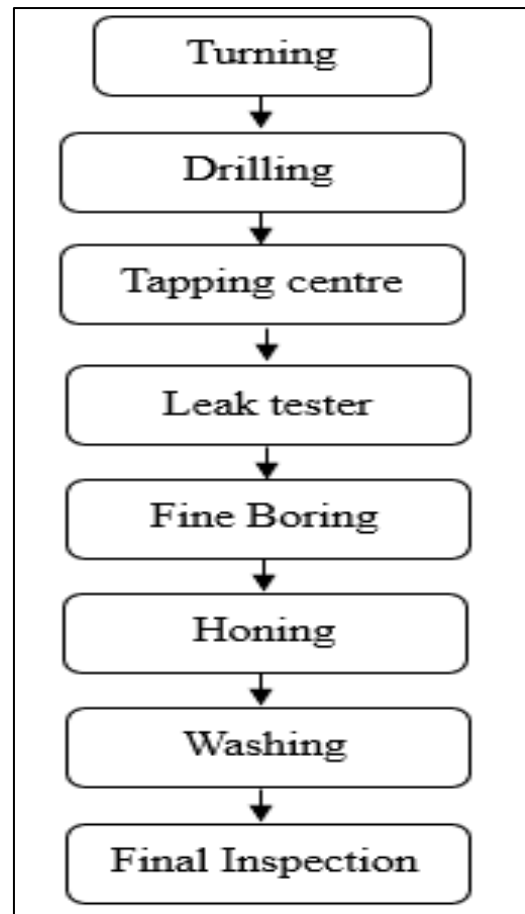 Turning
Drilling
Tapping centre
Leak tester
Fine Boring
Honing
Washing
Final Inspection